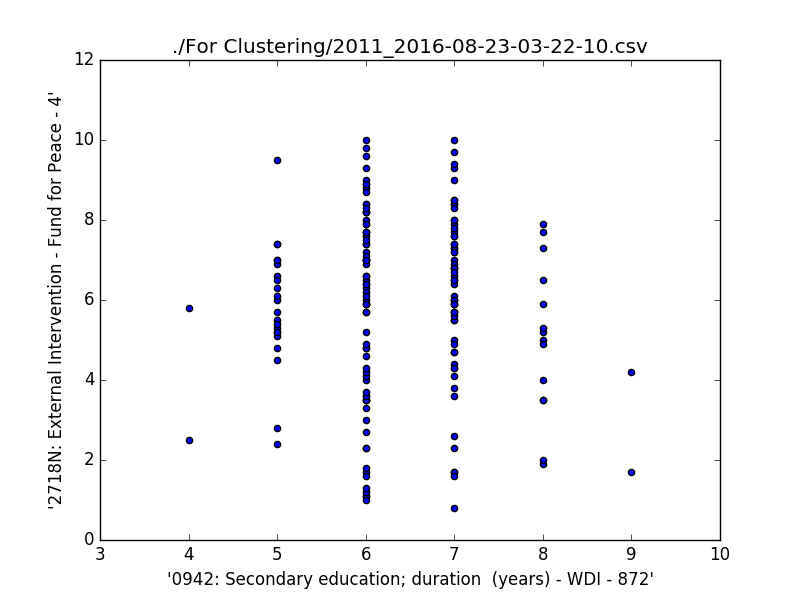 ./For Clustering/2011_2016-08-23-03-22-10.csv
12
10
8
6
4
2
0
'2718N: External Intervention - Fund for Peace - 4'
3 4 5 6 7 8 9 10
'0942: Secondary education; duration  (years) - WDI - 872'